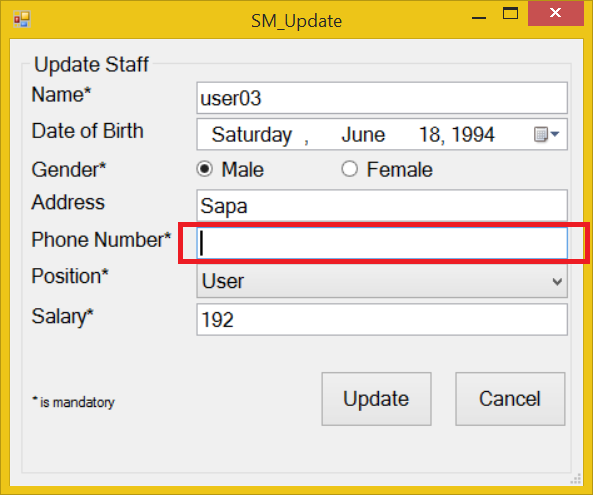 SM_Update
Update Staff
Name* user03
Date of Birth Saturday , June 18, 1994
Gender* Male Female
Address Sapa
Phone Number*
Position* User
Salary* 192
* is mandatory Update Cancel